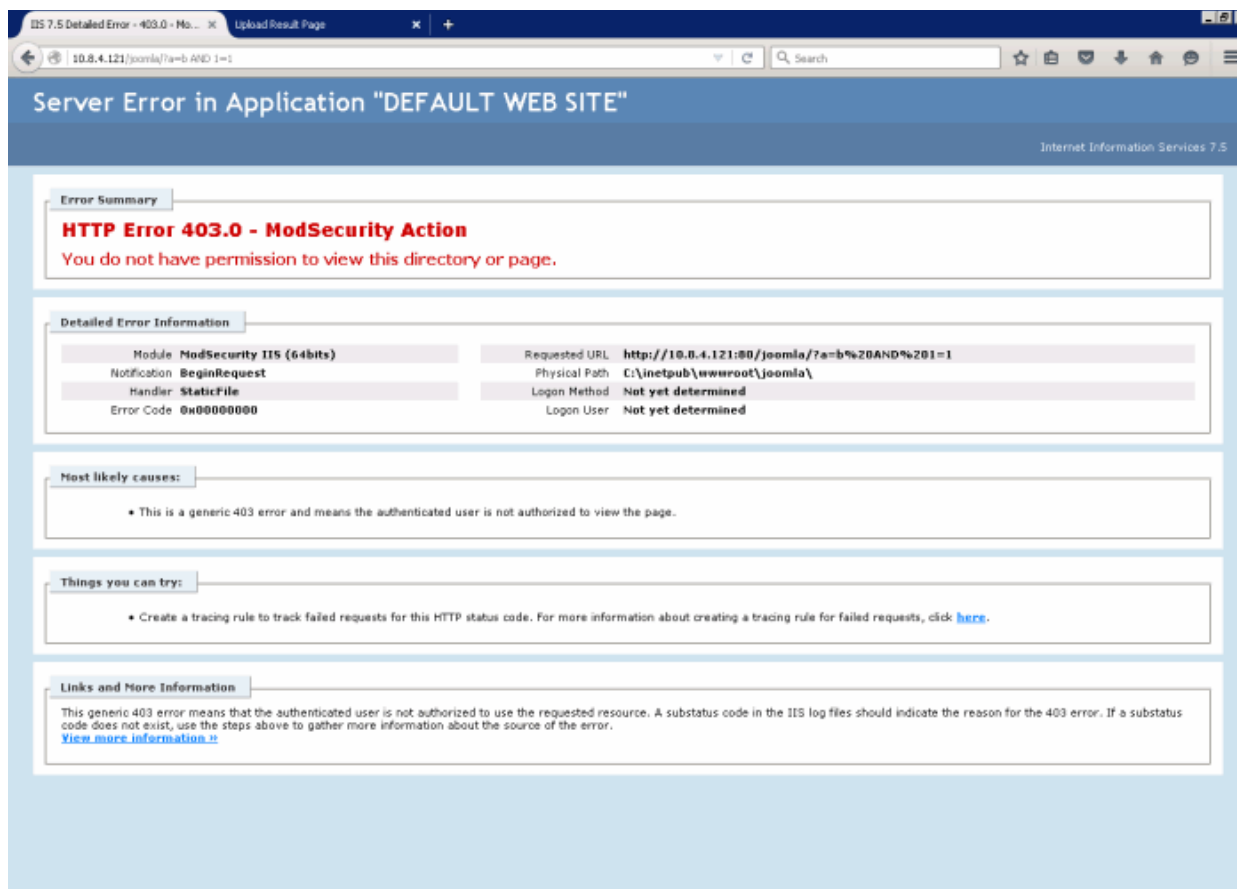 IIS 7.5 Detailed Error - 403.0 - Mo...
Upload Result Page
10.8.4.121/joomla/?a=b AND 1=1
Search
Server Error in Application "DEFAULT WEB SITE"
Internet Information Services 7.5
Error Summary
HTTP Error 403.0 - ModSecurity Action
You do not have permission to view this directory or page.
Detailed Error Information
Module ModSecurity IIS (64bits)
Notification BeginRequest
Handler StaticFile
Error Code 0x00000000
Requested URL http://10.8.4.121:80/joomla/?a=b%20AND%201=1
Physical Path C:\inetpub\wwwroot\joomla\
Logon Method Not yet determined
Logon User Not yet determined
Most likely causes:
• This is a generic 403 error and means the authenticated user is not authorized to view the page.
Things you can try:
• Create a tracing rule to track failed requests for this HTTP status code. For more information about creating a tracing rule for failed requests, click here.
Links and More Information
This generic 403 error means that the authenticated user is not authorized to use the requested resource. A substatus code in the IIS log files should indicate the reason for the 403 error. If a substatus
code does not exist, use the steps above to gather more information about the source of the error.
View more information »